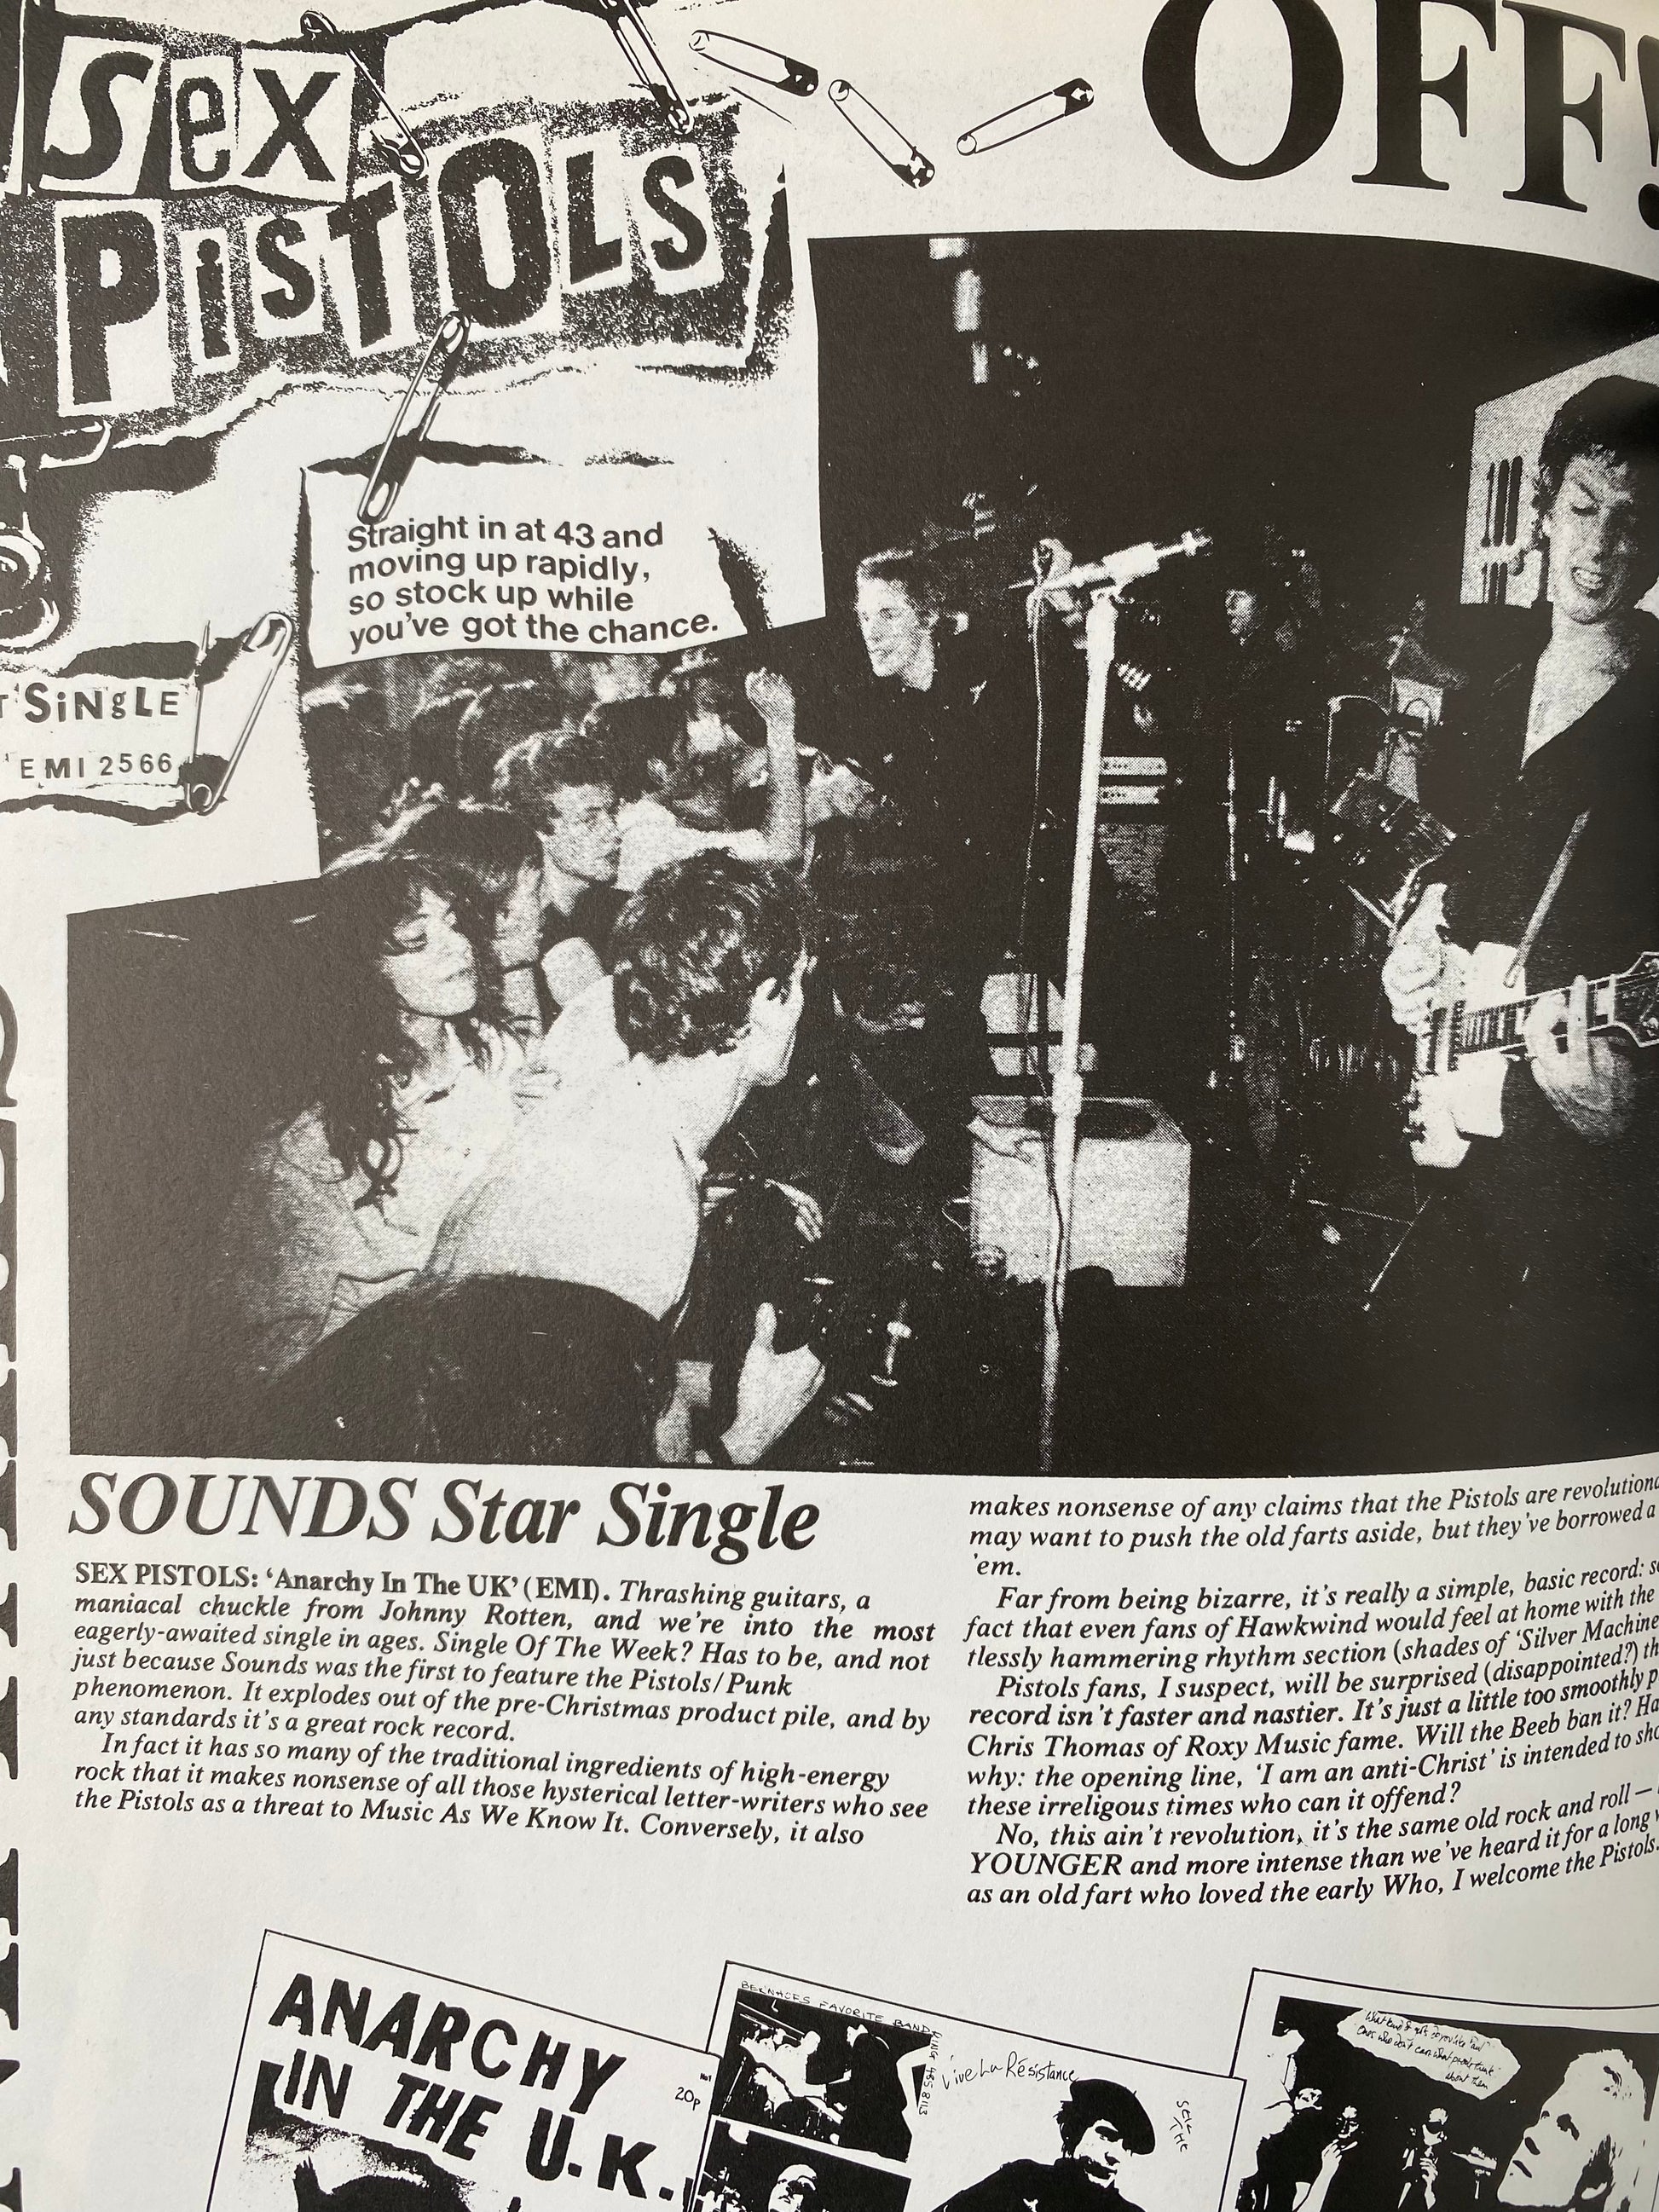 OFF!
Sex
PiSTOLS
Straight in at 43 and
moving up rapidly,
so stock up while
you've got the chance.
SiNgLE
EMI 2566
SOUNDS Star Single
SEX PISTOLS: ‘Anarchy In The UK’ (EMI). Thrashing guitars, a
maniacal chuckle from Johnny Rotten, and we're into the most
eagerly-awaited single in ages. Single Of The Week? Has to be, and not
just because Sounds was the first to feature the Pistols/Punk
phenomenon. It explodes out of the pre-Christmas product pile, and by
any standards it's a great rock record.
In fact it has so many of the traditional ingredients of high-energy
rock that it makes nonsense of all those hysterical letter-writers who see
the Pistols as a threat to Music As We Know It. Conversely, it also
makes nonsense of any claims that the Pistols are
may want to push the old farts aside, but they've borrowed a
'em.
Far from being bizarre, it's really a simple, basic record:
fact that even fans of Hawkwind would feel at home with the
tlessly hammering rhythm section (shades of ‘Silver Machine
Pistols fans, I suspect, will be surprised (disappointed?)
record isn't faster and nastier. It's just a little too smoothly
Chris Thomas of Roxy Music fame. Will the Beeb ban it?
why: the opening line, ‘I am an anti-Christ’ is intended to
these irreligous times who can it offend?
No, this ain't revolution, it's the same old rock and roll —
YOUNGER and more intense than we've heard it for a long
as an old fart who loved the early Who, I welcome the Pistols.
ANARCHY
IN THE U.K.
No1
20p
BERNADES FAVORITE BAND
Vive La Résistance